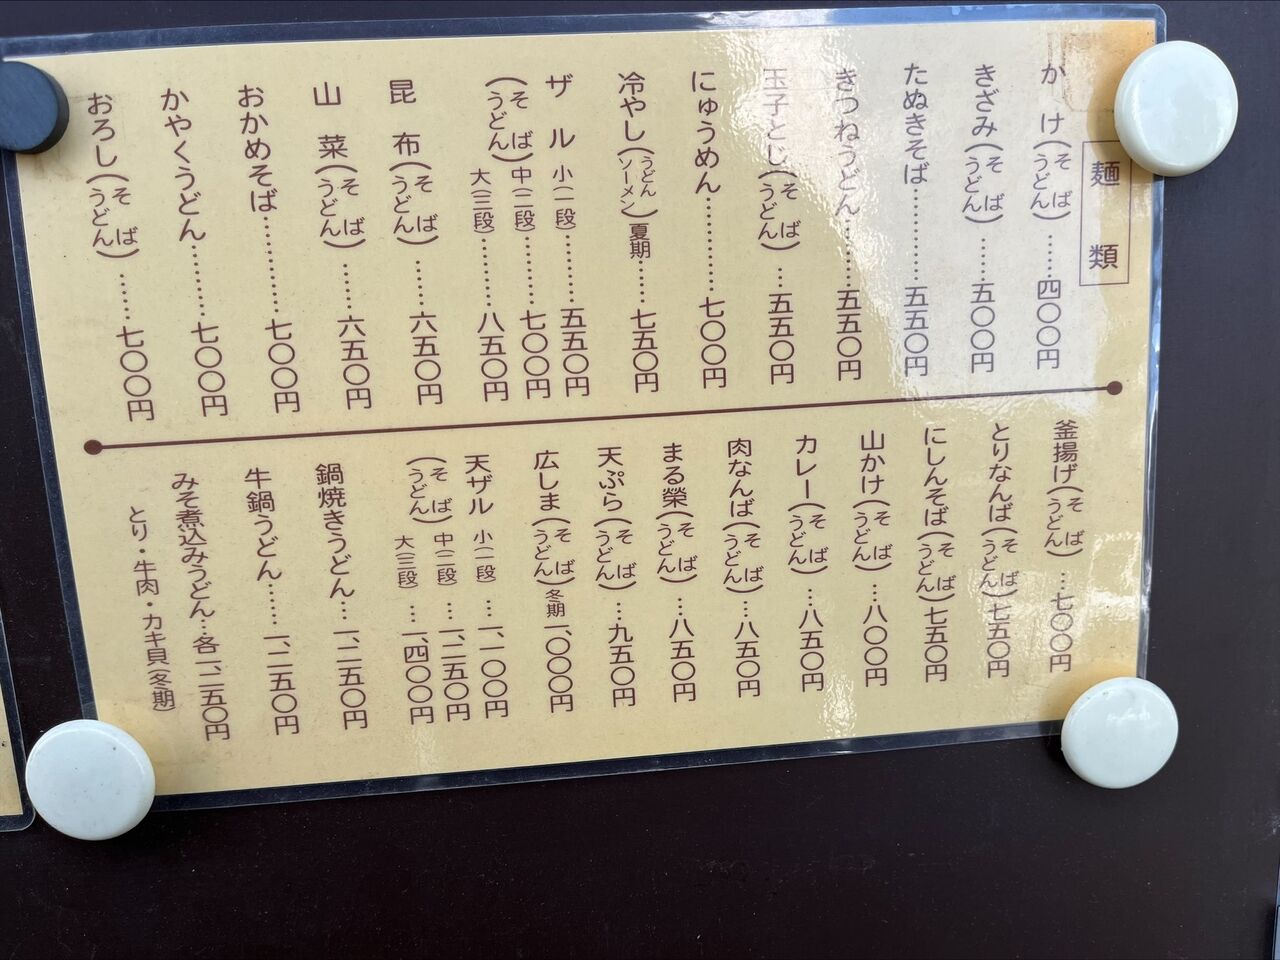 麺類
かけ(そば うどん)……四〇〇円
きざみ(そば うどん)……五〇〇円
たぬきそば…………五五〇円
きつねうどん………五五〇円
玉子とじ(そば うどん)…五五〇円
にゅうめん…………七〇〇円
冷やし(うどん ソーメン)夏期……七五〇円
ザル 小(一段)………五五〇円
(そば うどん)中(二段)………七〇〇円
大(三段)………八五〇円
昆布(そば うどん)……六五〇円
山菜(そば うどん)……六五〇円
おかめそば…………七〇〇円
かやくうどん………七〇〇円
おろし(そば うどん)……七〇〇円
釜揚げ(そば うどん)…七〇〇円
とりなんば(そば うどん)七五〇円
にしんそば(そば うどん)七五〇円
山かけ(そば うどん)…八〇〇円
カレー(そば うどん)…八五〇円
肉なんば(そば うどん)…八五〇円
まる榮(そば うどん)…八五〇円
天ぷら(そば うどん)…九五〇円
広しま(そば うどん)冬期一、〇〇〇円
天ザル 小(一段)…一、一〇〇円
(そば うどん)中(二段)…一、二五〇円
大(三段)…一、四〇〇円
鍋焼きうどん…一、二五〇円
牛鍋うどん……一、二五〇円
みそ煮込みうどん…各一、二五〇円
とり・牛肉・カキ貝(冬期)